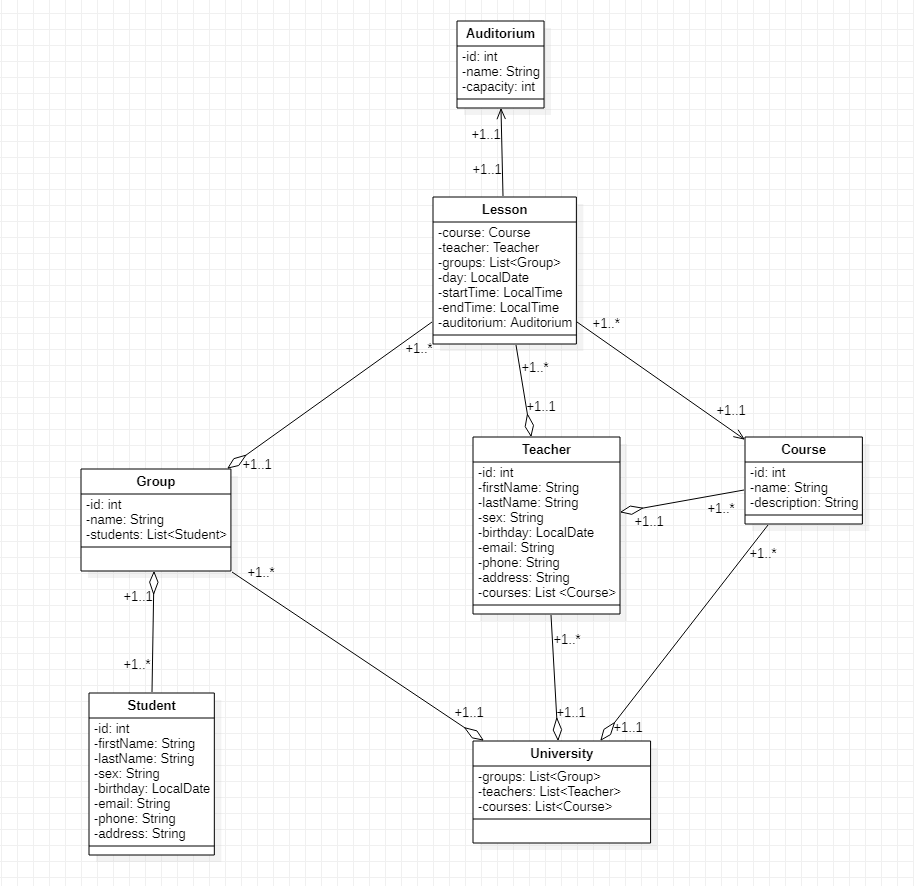 Auditorium
-id: int
-name: String
-capacity: int
+1..1
+1..1
Lesson
-course: Course
-teacher: Teacher
-groups: List<Group>
-day: LocalDate
-startTime: LocalTime
-endTime: LocalTime
-auditorium: Auditorium
+1..*
+1..*
+1..*
+1..1
+1..1
+1..1
Group
-id: int
-name: String
-students: List<Student>
Teacher
-id: int
-firstName: String
-lastName: String
-sex: String
-birthday: LocalDate
-email: String
-phone: String
-address: String
-courses: List <Course>
Course
-id: int
-name: String
-description: String
+1..1
+1..*
+1..*
+1..*
+1..1
+1..*
+1..*
Student
-id: int
-firstName: String
-lastName: String
-sex: String
-birthday: LocalDate
-email: String
-phone: String
-address: String
+1..1
+1..1
+1..1
University
-groups: List<Group>
-teachers: List<Teacher>
-courses: List<Course>